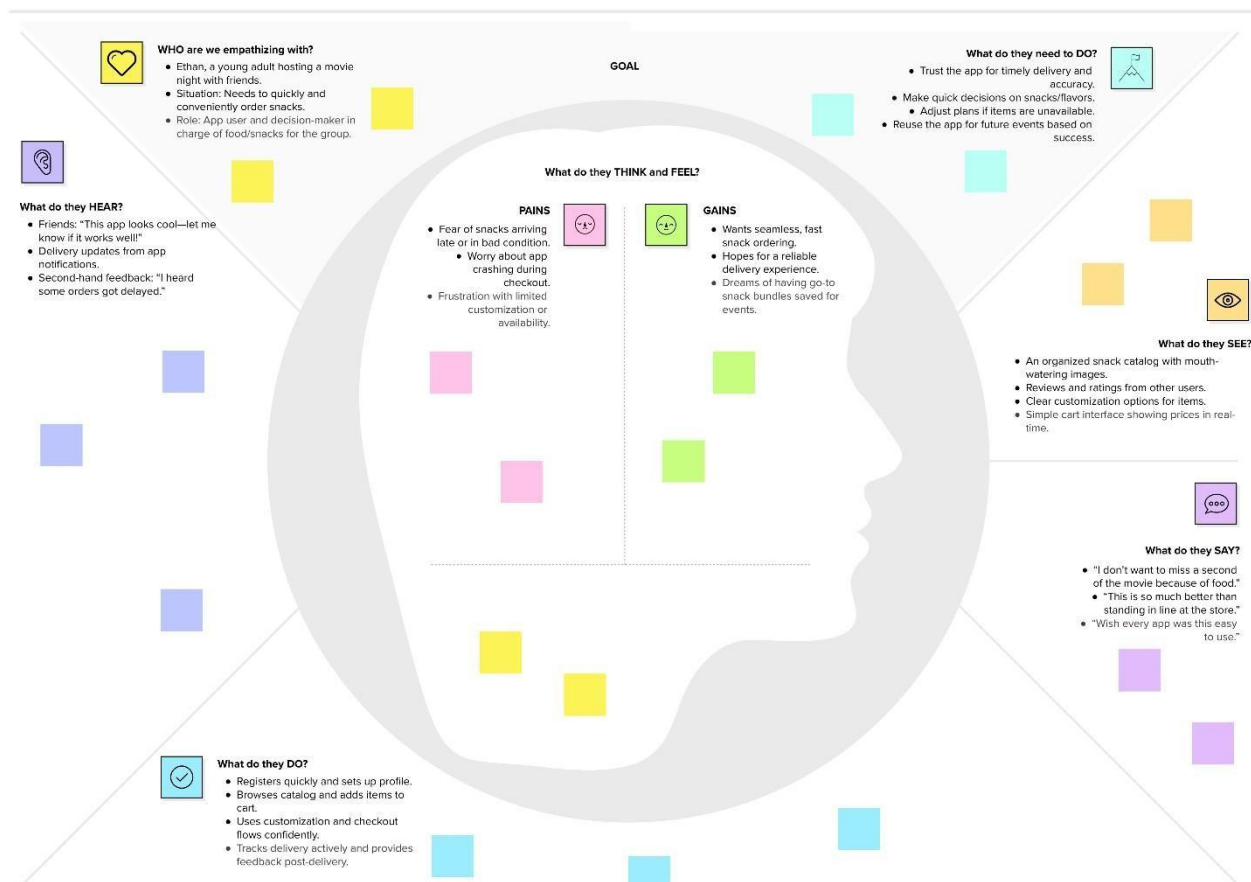 WHO are we empathizing with?
• Ethan, a young adult hosting a movie
night with friends.
• Situation: Needs to quickly and
conveniently order snacks.
• Role: App user and decision-maker in
charge of food/snacks for the group.
GOAL
What do they need to DO?
• Trust the app for timely delivery and
accuracy.
• Make quick decisions on snacks/flavors.
• Adjust plans if items are unavailable.
• Reuse the app for future events based on
success.
What do they HEAR?
• Friends: “This app looks cool—let me
know if it works well!”
• Delivery updates from app
notifications.
• Second-hand feedback: “I heard
some orders got delayed.”
What do they THINK and FEEL?
PAINS
• Fear of snacks arriving
late or in bad condition.
• Worry about app
crashing during
checkout.
• Frustration with limited
customization or
availability.
GAINS
• Wants seamless, fast
snack ordering.
• Hopes for a reliable
delivery experience.
• Dreams of having go-to
snack bundles saved for
events.
What do they SEE?
• An organized snack catalog with mouth-
watering images.
• Reviews and ratings from other users.
• Clear customization options for items.
• Simple cart interface showing prices in real-
time.
What do they SAY?
• “I don’t want to miss a second
of the movie because of food.”
• “This is so much better than
standing in line at the store.”
• “Wish every app was this easy
to use.”
What do they DO?
• Registers quickly and sets up profile.
• Browses catalog and adds items to
cart.
• Uses customization and checkout
flows confidently.
• Tracks delivery actively and provides
feedback post-delivery.